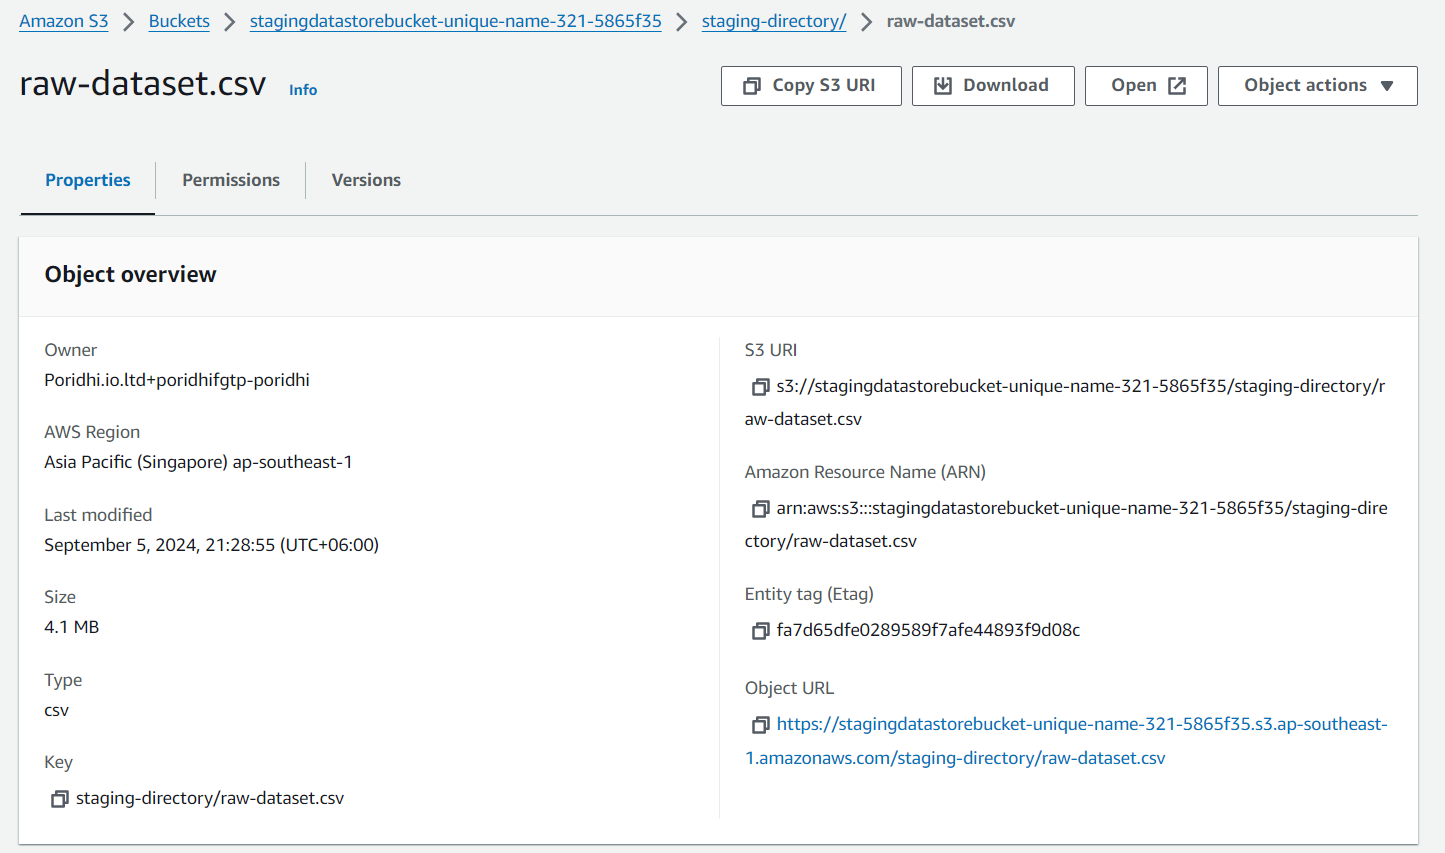 Amazon S3 > Buckets > stagingdatastorebucket-unique-name-321-5865f35 > staging-directory/ > raw-dataset.csv
raw-dataset.csv Info
Copy S3 URI Download Open Object actions
Properties Permissions Versions
Object overview
Owner
Poridhi.io.ltd+poridhifgtp-poridhi
AWS Region
Asia Pacific (Singapore) ap-southeast-1
Last modified
September 5, 2024, 21:28:55 (UTC+06:00)
Size
4.1 MB
Type
csv
Key
staging-directory/raw-dataset.csv
S3 URI
s3://stagingdatastorebucket-unique-name-321-5865f35/staging-directory/r
aw-dataset.csv
Amazon Resource Name (ARN)
arn:aws:s3:::stagingdatastorebucket-unique-name-321-5865f35/staging-dire
ctory/raw-dataset.csv
Entity tag (Etag)
fa7d65dfe0289589f7afe44893f9d08c
Object URL
https://stagingdatastorebucket-unique-name-321-5865f35.s3.ap-southeast-
1.amazonaws.com/staging-directory/raw-dataset.csv